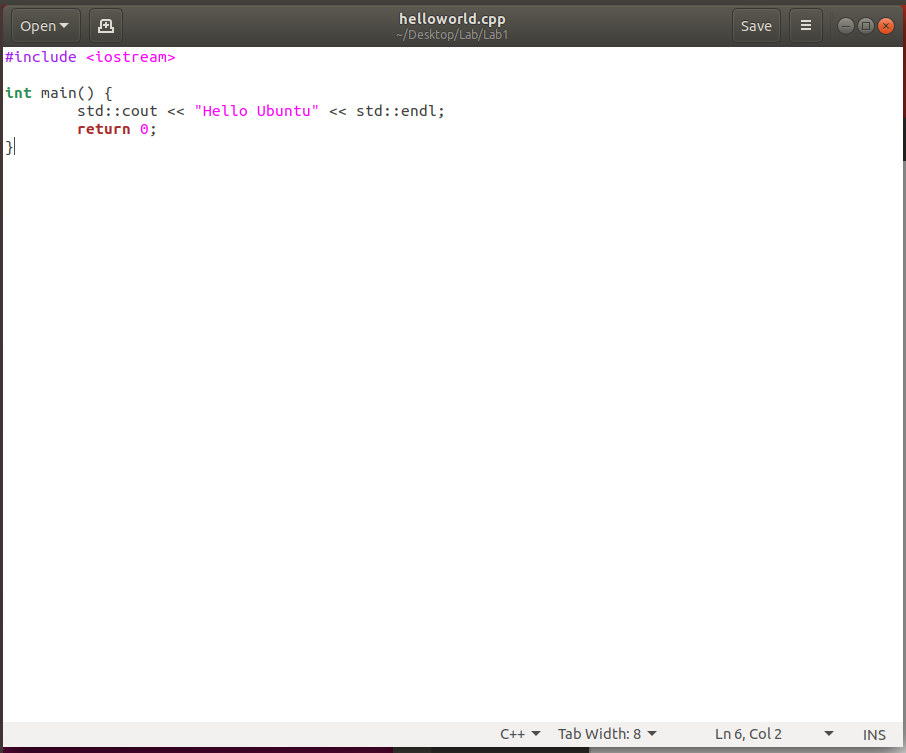 Open
helloworld.cpp
~/Desktop/Lab/Lab1
Save
#include <iostream>
int main() {
        std::cout << "Hello Ubuntu" << std::endl;
        return 0;
}
C++
Tab Width: 8
Ln 6, Col 2
INS